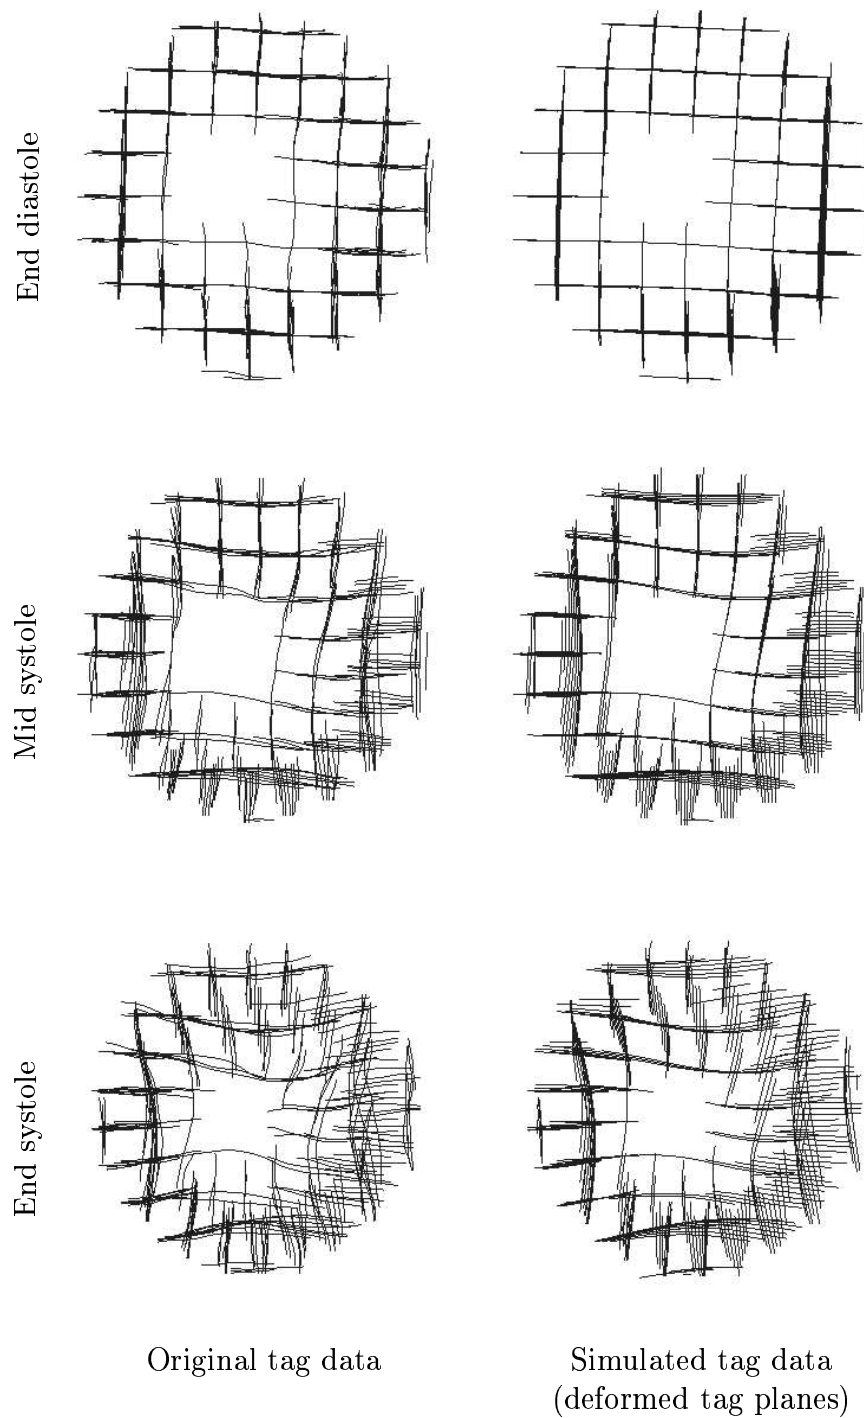 End diastole
Mid systole
End systole
Original tag data
Simulated tag data
(deformed tag planes)